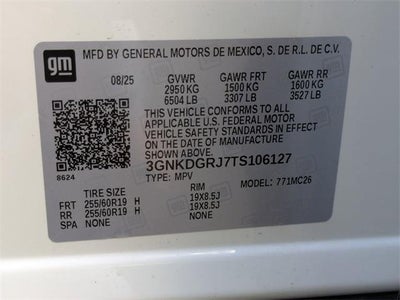 gm
MFD BY GENERAL MOTORS DE MEXICO, S. DE R.L. DE C.V.
08/25 GVWR GAWR FRT GAWR RR
2950 KG 1500 KG 1600 KG
6504 LB 3307 LB 3527 LB
THIS VEHICLE CONFORMS TO ALL
APPLICABLE U.S. FEDERAL MOTOR
VEHICLE SAFETY STANDARDS IN EFFECT
ON THE DATE OF MANUFACTURE
SHOWN ABOVE.
3GNKDGRJ7TS106127
8624 TYPE: MPV MODEL: 771MC26
TIRE SIZE RIM
FRT 255/60R19 H 19X8.5J
RR 255/60R19 H 19X8.5J
SPA NONE NONE